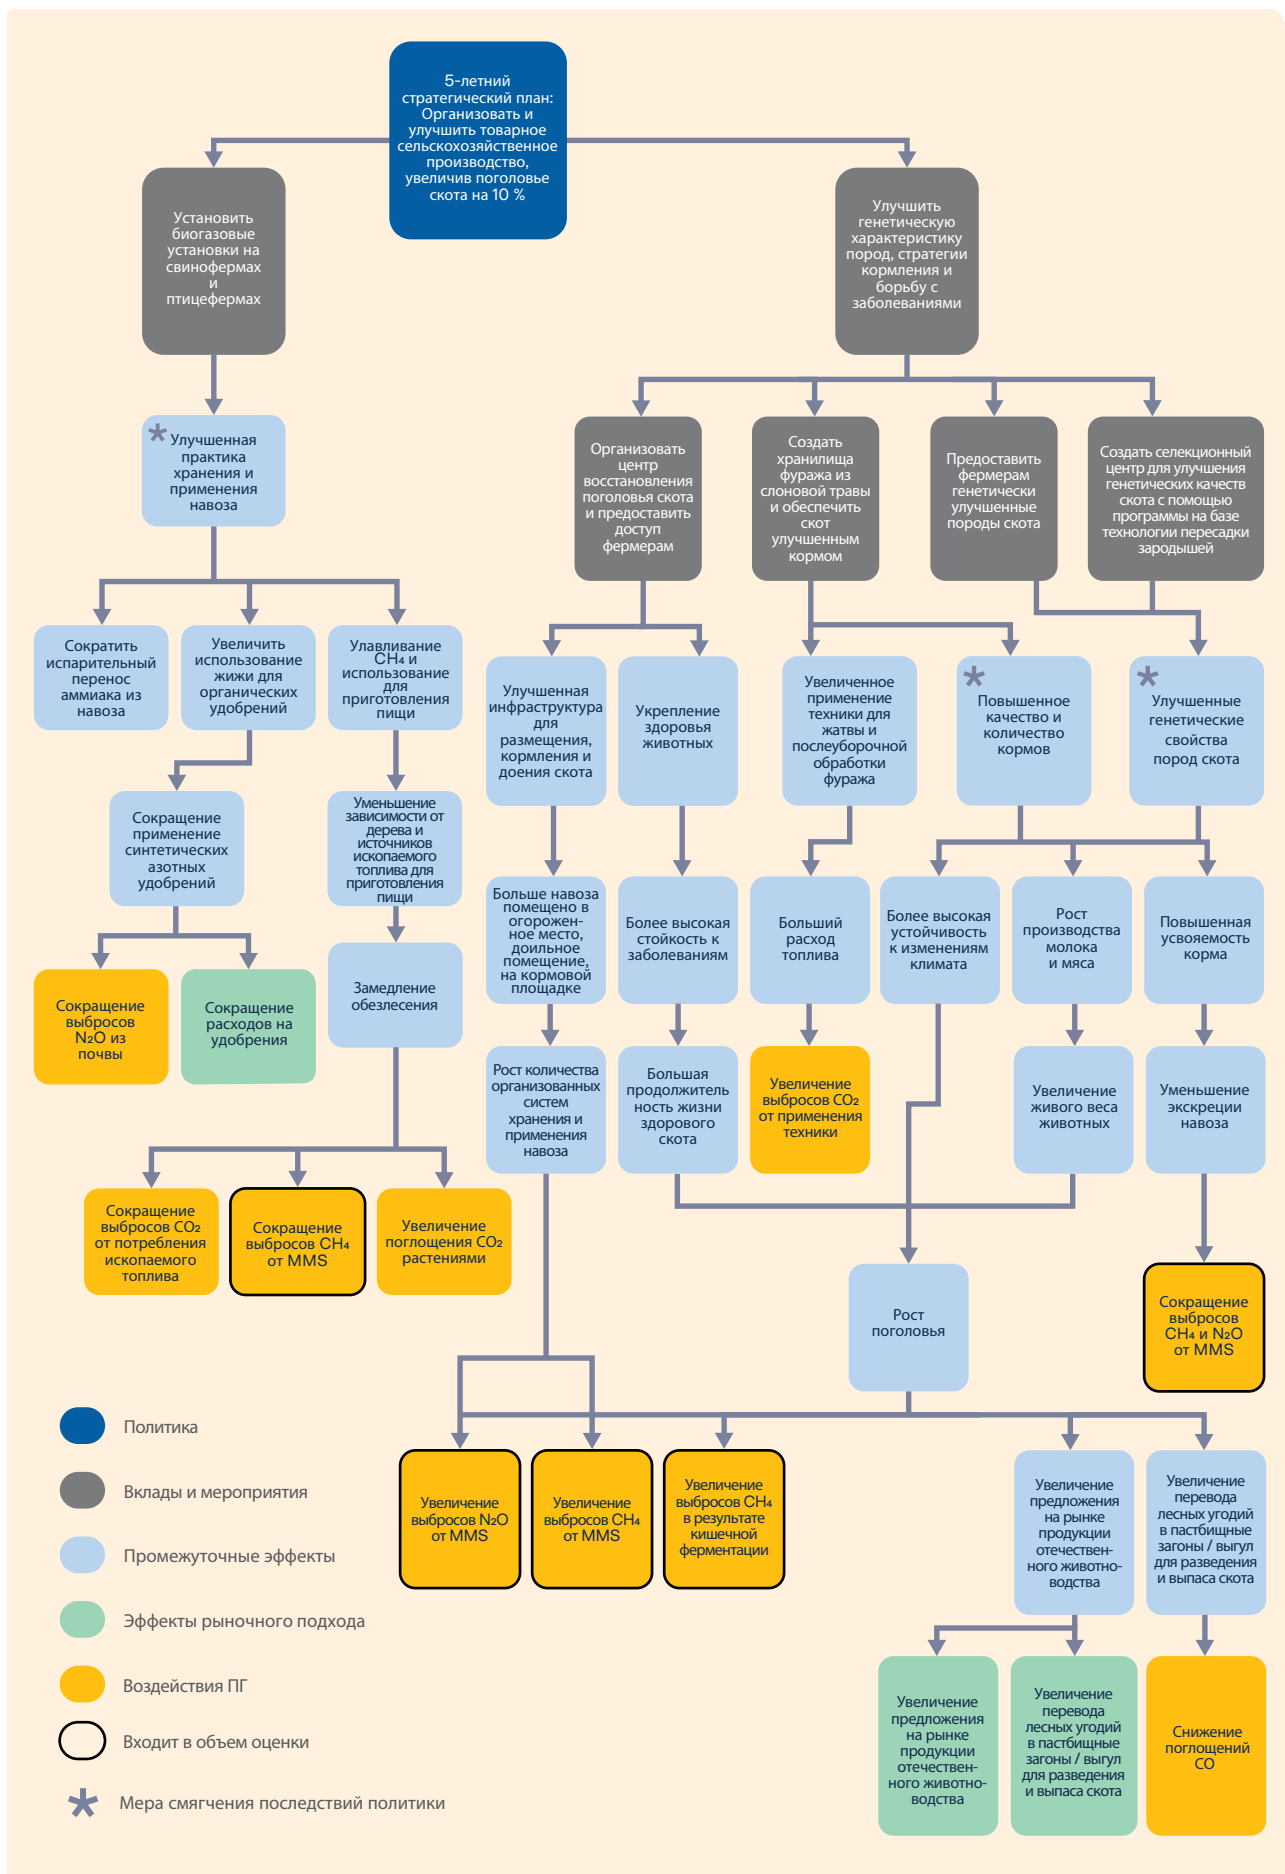 5-летний
стратегический план:
Организовать и
улучшить товарное
сельскохозяйственное
производство,
увеличив поголовье
скота на 10 %
Установить
биогазовые
установки на
свинофермах
и
птицефермах
Улучшить
генетическую
характеристику
пород, стратегии
кормления и
борьбу с
заболеваниями
Улучшенная
практика
хранения и
применения
навоза
Организовать
центр
восстановления
поголовья скота
и предоставить
доступ
фермерам
Создать
хранилища
фуража из
слоновой травы
и обеспечить
скот
улучшенным
кормом
Предоставить
фермерам
генетически
улучшенные
породы скота
Создать селекционный
центр для улучшения
генетических качеств
скота с помощью
программы на базе
технологии пересадки
зародышей
Сократить
испарительный
перенос
аммиака из
навоза
Увеличить
использование
жижи для
органических
удобрений
Улавливание
CH₄ и
использование
для
приготовления
пищи
Улучшенная
инфраструктура
для
размещения,
кормления и
доения скота
Укрепление
здоровья
животных
Увеличенное
применение
техники для
жатвы и
послеуборочной
обработки
фуража
Повышенное
качество и
количество
кормов
Улучшенные
генетические
свойства
пород скота
Сокращение
применение
синтетических
азотных
удобрений
Уменьшение
зависимости от
дерева и
источников
ископаемого
топлива для
приготовления
пищи
Больше навоза
помещено в
огорожен-
ное место,
доильное
помещение,
на кормовой
площадке
Более высокая
стойкость к
заболеваниям
Больший
расход
топлива
Более высокая
устойчивость
к изменениям
климата
Рост
производства
молока
и мяса
Повышенная
усвояемость
корма
Сокращение
выбросов
N₂O из
почвы
Сокращение
расходов на
удобрения
Замедление
обезлесения
Рост количества
организованных
систем
хранения и
применения
навоза
Большая
продолжитель
ность жизни
здорового
скота
Увеличение
выбросов CO₂
от применения
техники
Увеличение
живого веса
животных
Уменьшение
экскреции
навоза
Сокращение
выбросов CO₂
от потребления
ископаемого
топлива
Сокращение
выбросов CH₄
от MMS
Увеличение
поглощения CO₂
растениями
Рост
поголовья
Сокращение
выбросов
CH₄ и N₂O
от MMS
Увеличение
выбросов N₂O
от MMS
Увеличение
выбросов CH₄
от MMS
Увеличение
выбросов CH₄
в результате
кишечной
ферментации
Увеличение
предложения
на рынке
продукции
отечествен-
ного животно-
водства
Увеличение
перевода
лесных угодий
в пастбищные
загоны / выгул
для разведения
и выпаса скота
Увеличение
предложения
на рынке
продукции
отечествен-
ного животно-
водства
Увеличение
перевода
лесных угодий
в пастбищные
загоны / выгул
для разведения
и выпаса скота
Снижение
поглощений
CO
Политика
Вклады и мероприятия
Промежуточные эффекты
Эффекты рыночного подхода
Воздействия ПГ
Входит в объем оценки
Мера смягчения последствий политики